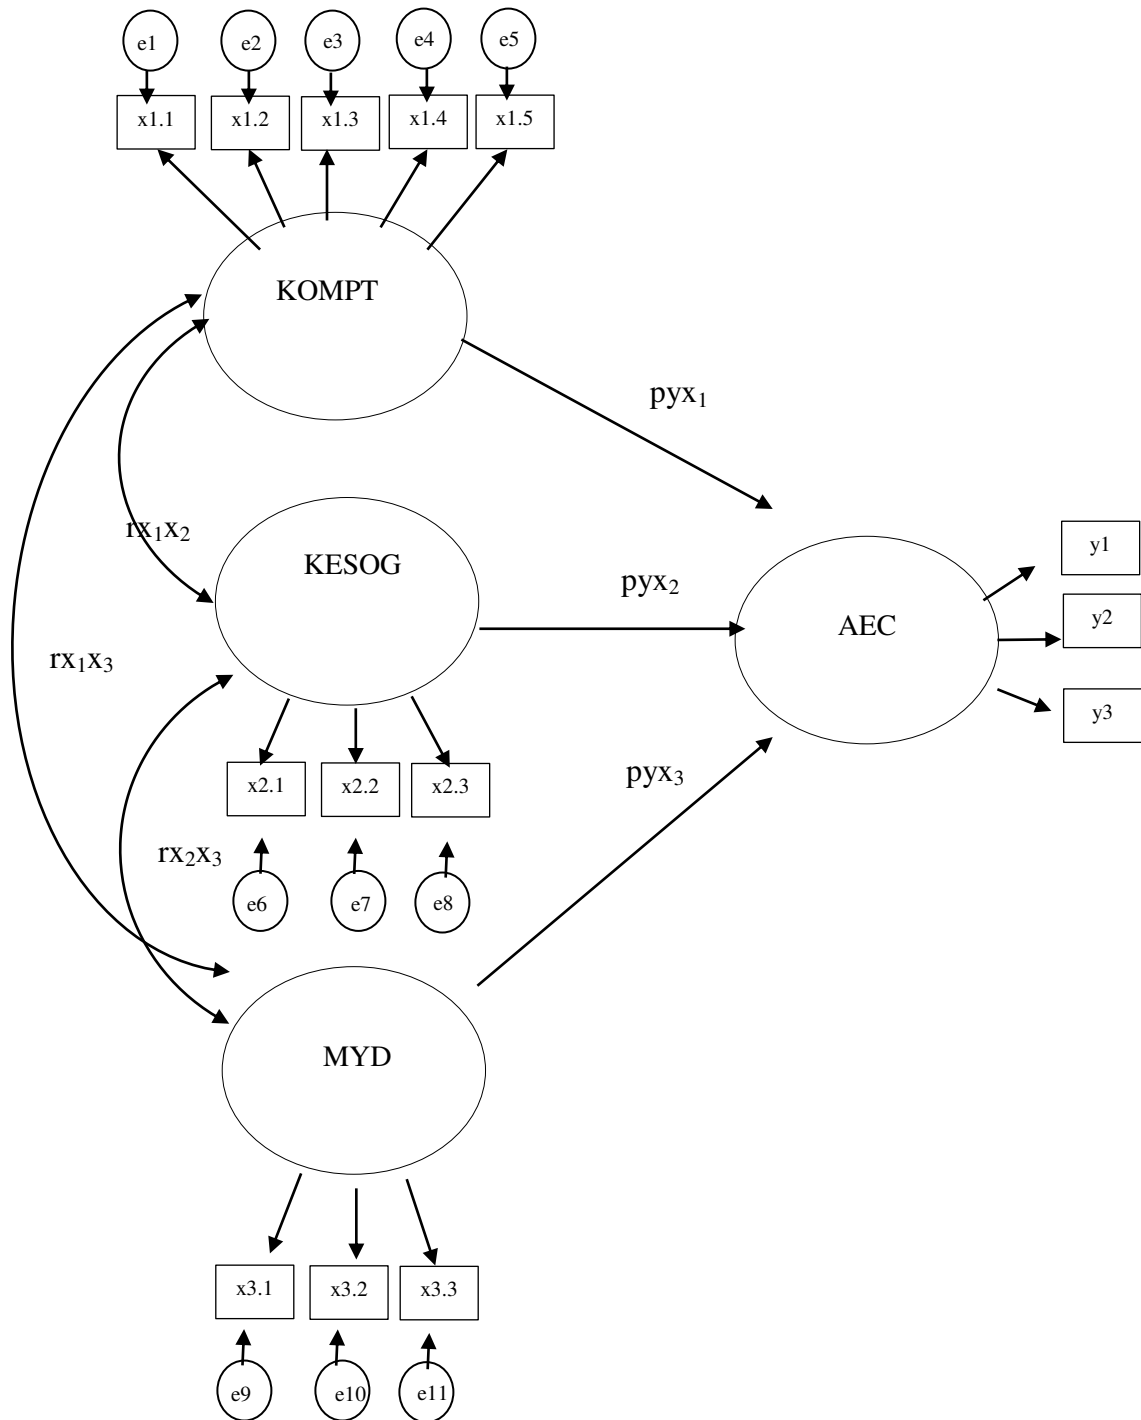 e1 e2 e3 e4 e5
x1.1 x1.2 x1.3 x1.4 x1.5
KOMPT
pyx₁
rx₁x₂
KESOG
pyx₂
y1
y2
AEC
rx₁x₃
y3
pyx₃
x2.1 x2.2 x2.3
rx₂x₃
e6 e7 e8
MYD
x3.1 x3.2 x3.3
e9 e10 e11